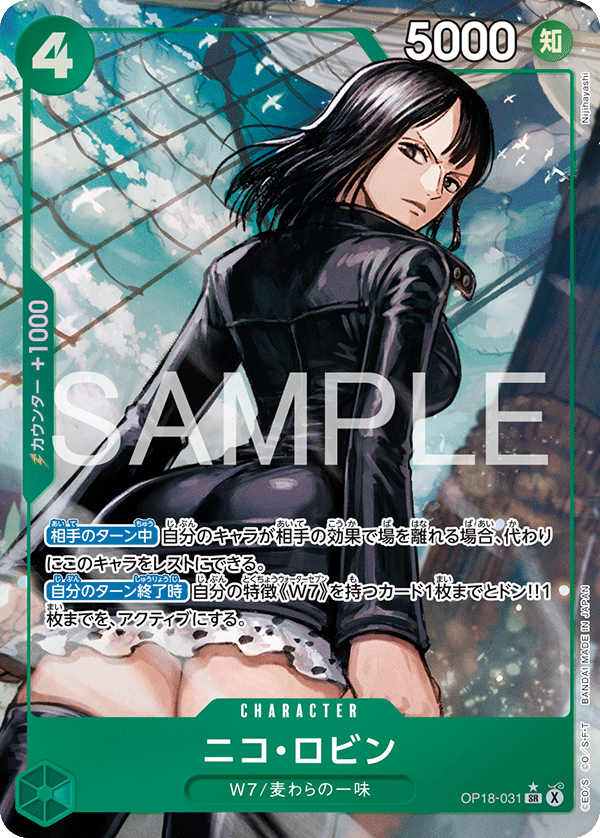 4
5000
知
Nijihayashi
カウンター +1000
SAMPLE
相手のターン中 自分のキャラが相手の効果で場を離れる場合、代わり
にこのキャラをレストにできる。
自分のターン終了時 自分の特徴《W7》を持つカード1枚までとドン!!1
枚までを、アクティブにする。
CHARACTER
ニコ・ロビン
W7/麦わらの一味
OP18-031 SR X
©EO/S ©O/S・F・T BANDAI MADE IN JAPAN